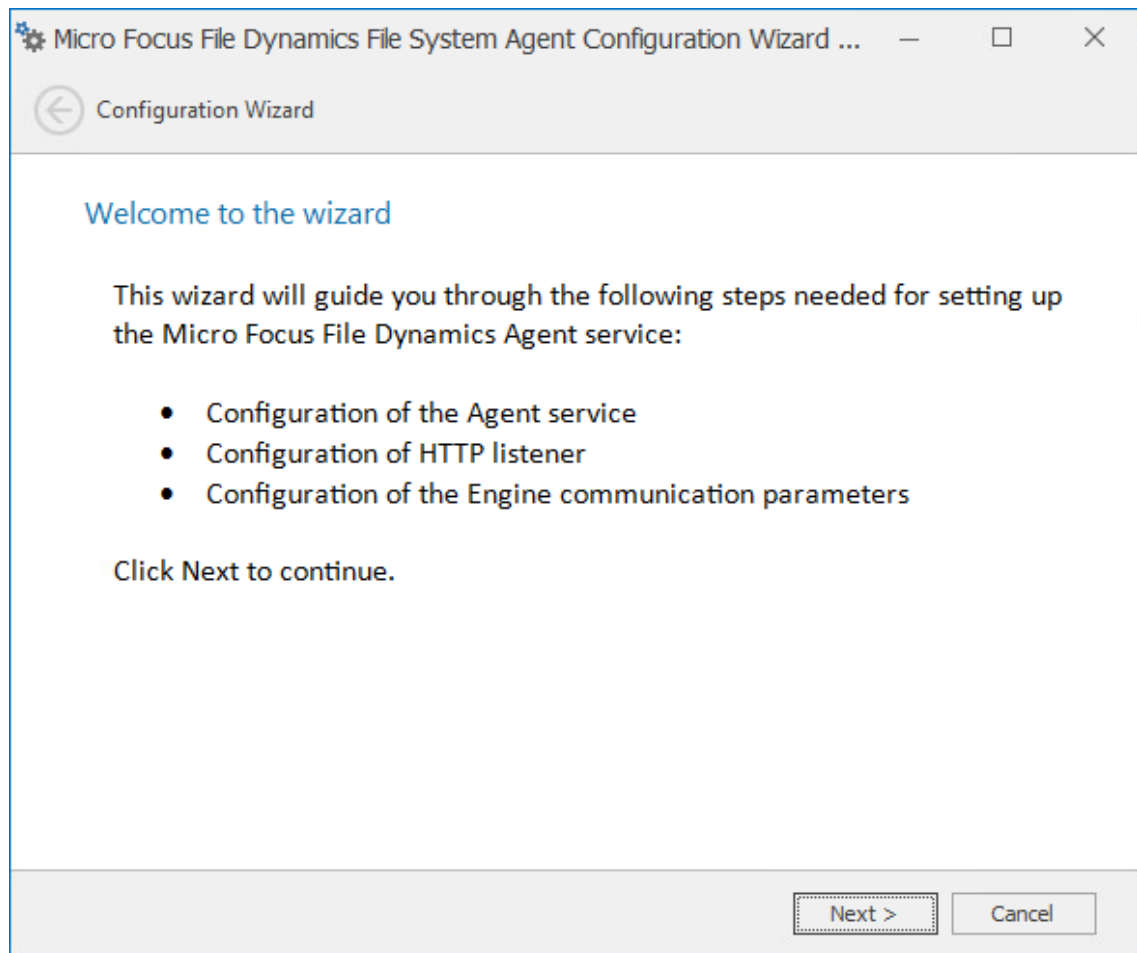 Micro Focus File Dynamics File System Agent Configuration Wizard ...
Configuration Wizard
Welcome to the wizard
This wizard will guide you through the following steps needed for setting up
the Micro Focus File Dynamics Agent service:
• Configuration of the Agent service
• Configuration of HTTP listener
• Configuration of the Engine communication parameters
Click Next to continue.
Next >
Cancel